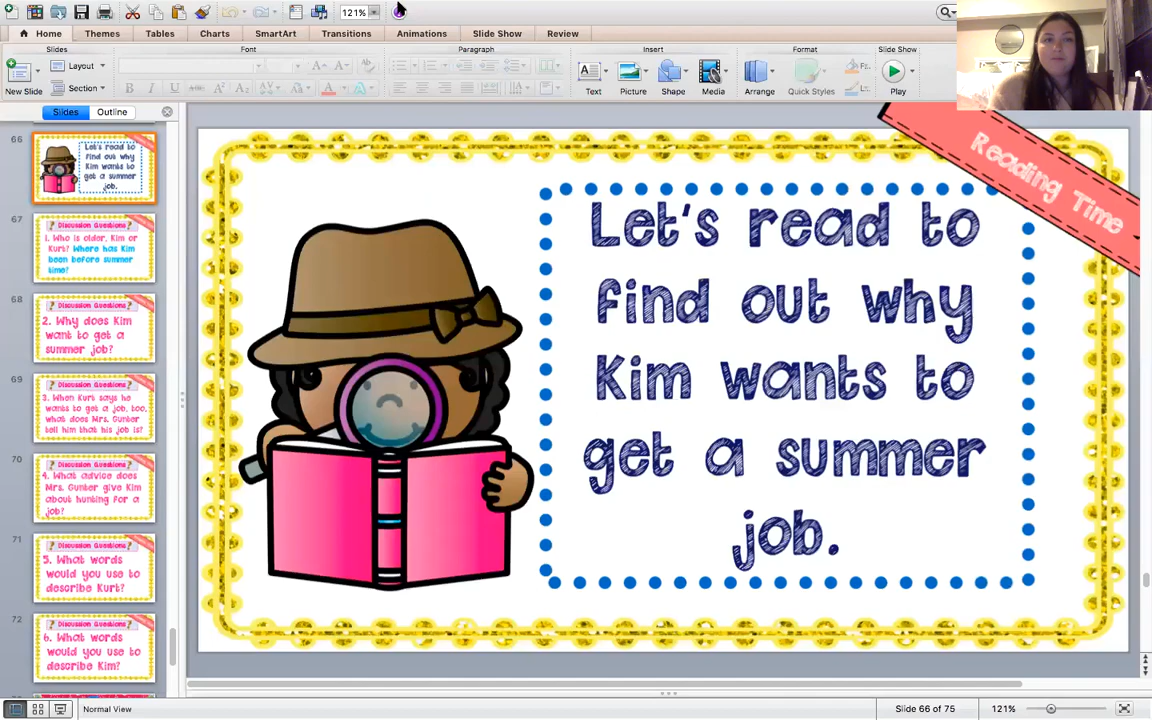 121%
Home Themes Tables Charts SmartArt Transitions Animations Slide Show Review
Slides Font Paragraph Insert Format Slide Show
New Slide Layout Section Text Picture Shape Media Arrange Quick Styles Play
Slides Outline
66
Let's read to
find out why
Kim wants to
get a summer
job.
67
Discussion Questions
1. Who is older, Kim or
Kurt? Where has Kim
been before summer
time?
68
Discussion Questions
2. Why does Kim
want to get a
summer job?
69
Discussion Questions
3. When Kurt says he
wants to get a job, too,
what does Mrs. Gunter
tell him that his job is?
70
Discussion Questions
4. What advice does
Mrs. Gunter give Kim
about hunting for a
job?
71
Discussion Questions
5. What words
would you use to
describe Kurt?
72
Discussion Questions
6. What words
would you use to
describe Kim?
Reading Time
Let's read to
find out why
Kim wants to
get a summer
job.
Normal View
Slide 66 of 75
121%